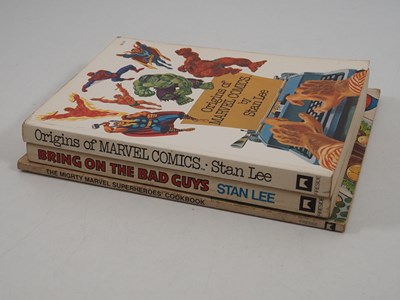 Origins of
MARVEL COMICS
by
Stan Lee
Origins of MARVEL COMICS • Stan Lee
BRING ON THE BAD GUYS STAN LEE
THE MIGHTY MARVEL SUPERHEROES' COOKBOOK